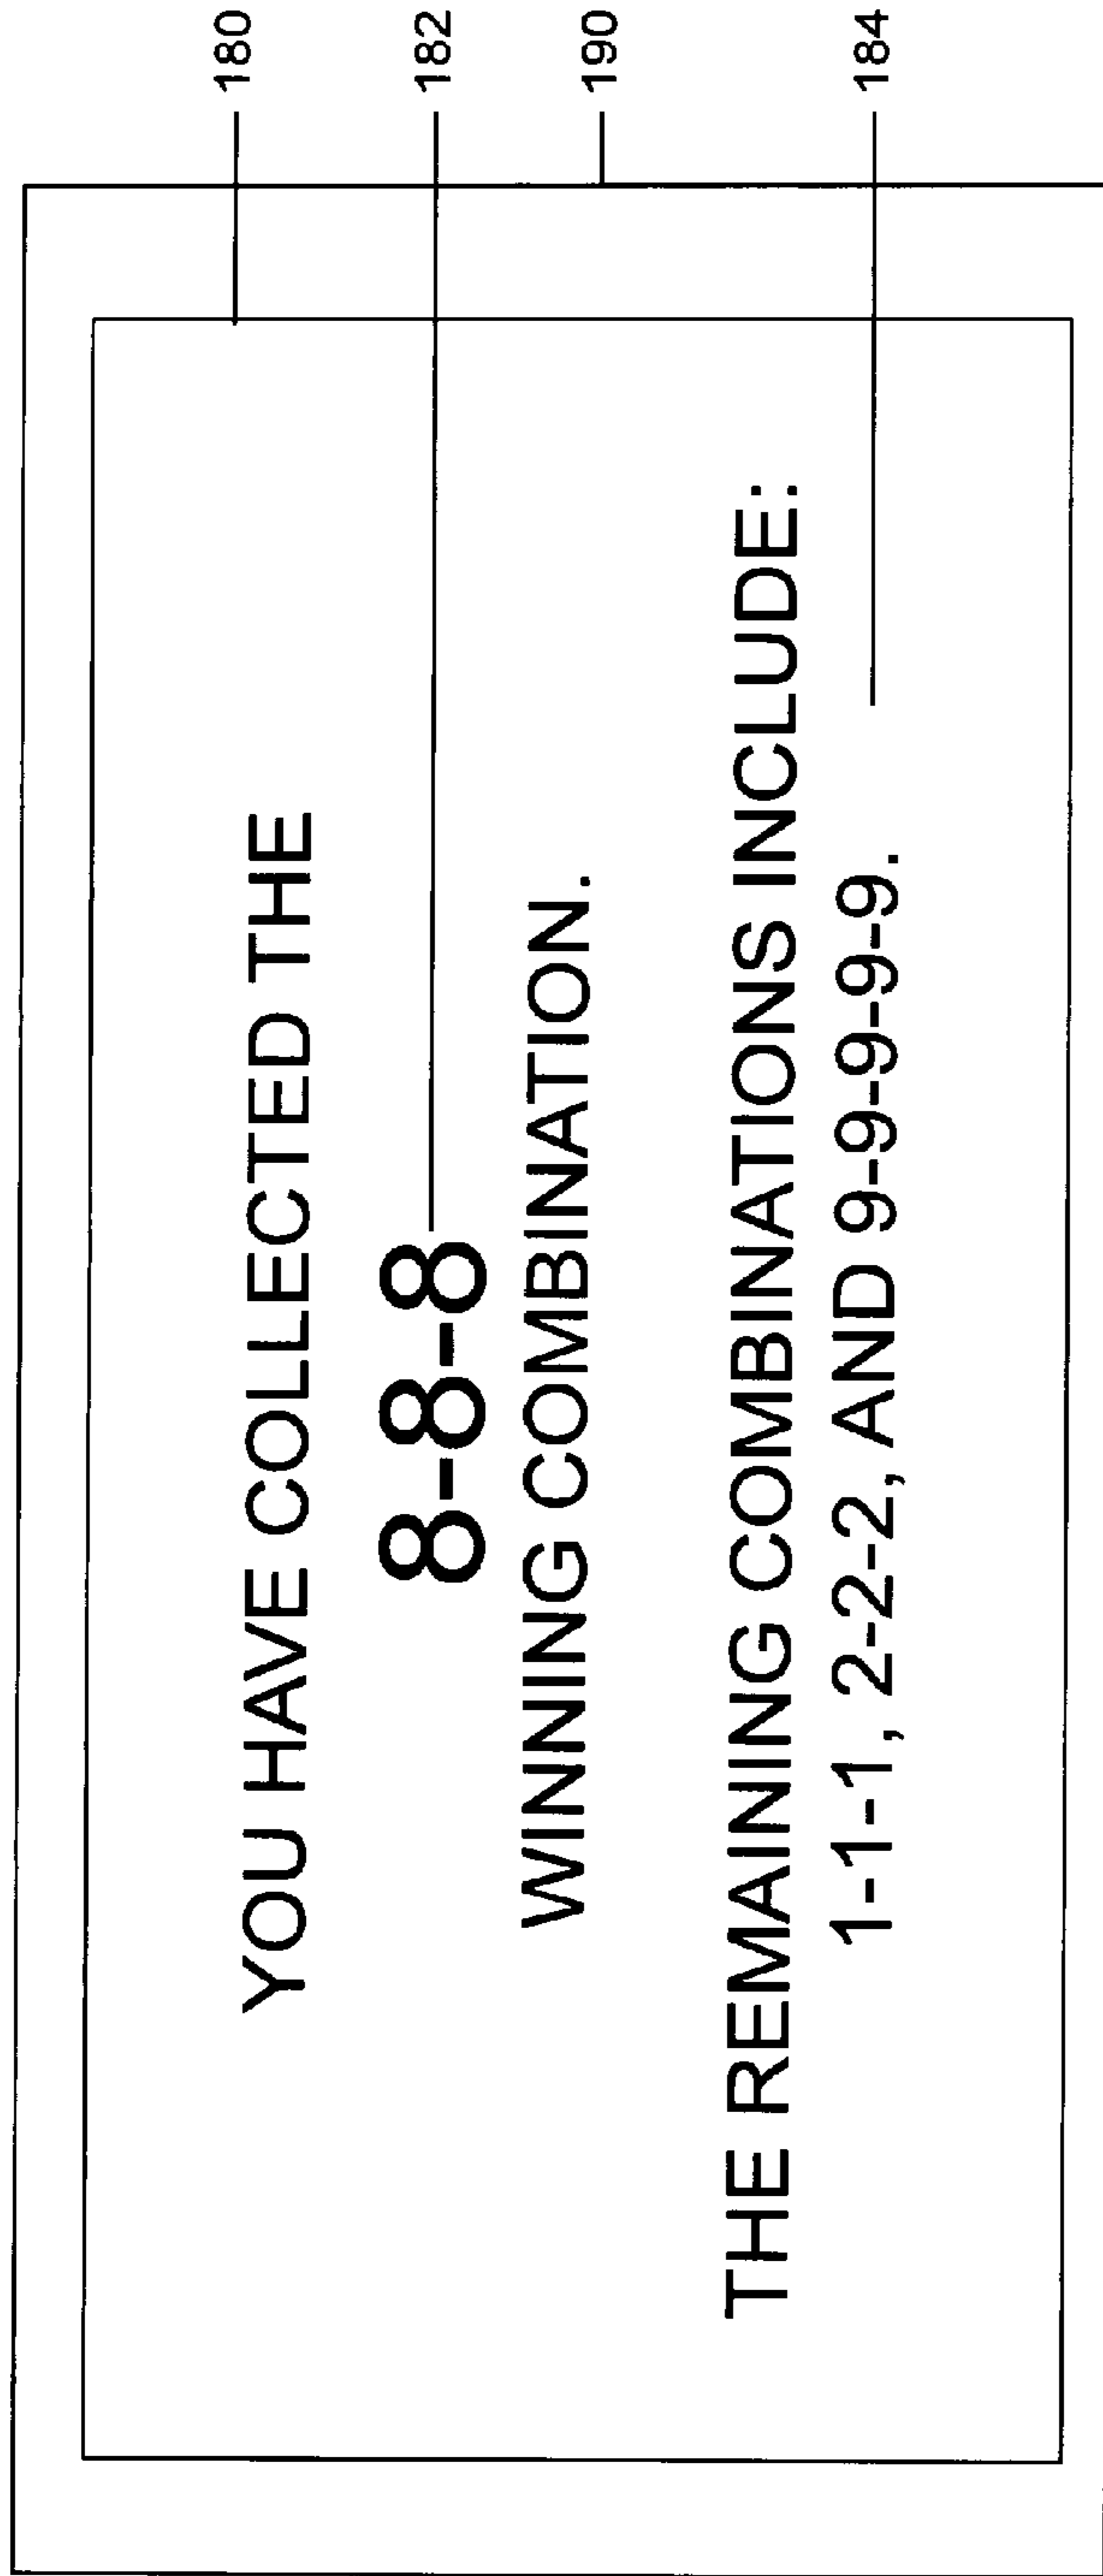 YOU HAVE COLLECTED THE
8-8-8
WINNING COMBINATION.
THE REMAINING COMBINATIONS INCLUDE:
1-1-1, 2-2-2, AND 9-9-9-9-9.
180
182
190
184